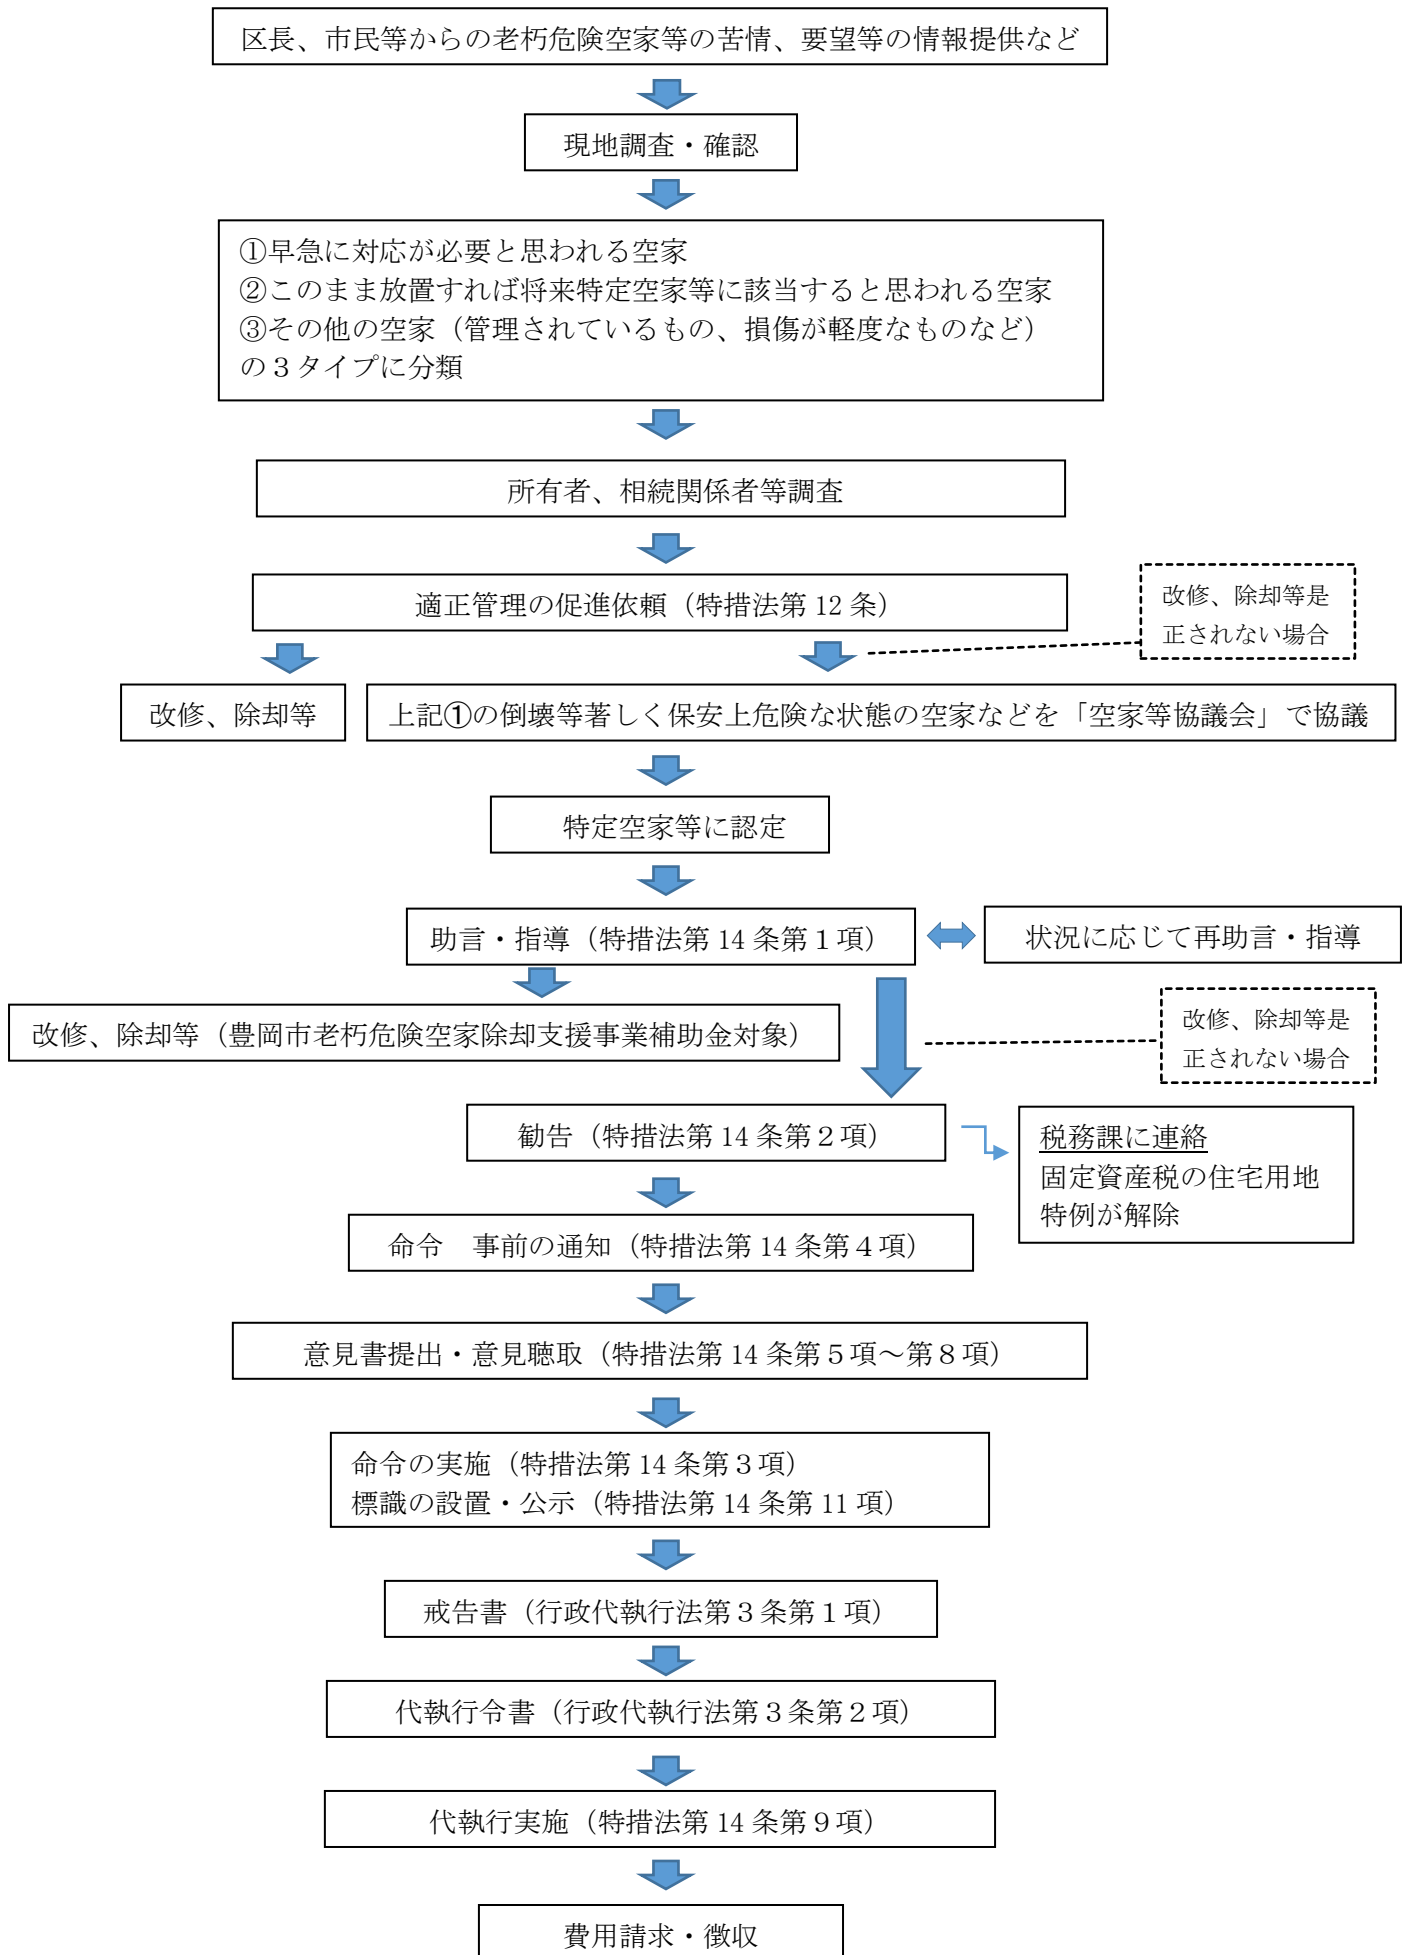 区長、市民等からの老朽危険空家等の苦情、要望等の情報提供など
現地調査・確認
①早急に対応が必要と思われる空家
②このまま放置すれば将来特定空家等に該当すると思われる空家
③その他の空家（管理されているもの、損傷が軽度なものなど）
の３タイプに分類
所有者、相続関係者等調査
適正管理の促進依頼（特措法第 12 条）
改修、除却等是
正されない場合
改修、除却等
上記①の倒壊等著しく保安上危険な状態の空家などを「空家等協議会」で協議
特定空家等に認定
助言・指導（特措法第 14 条第１項）
状況に応じて再助言・指導
改修、除却等（豊岡市老朽危険空家除却支援事業補助金対象）
改修、除却等是
正されない場合
勧告（特措法第 14 条第２項）
税務課に連絡
固定資産税の住宅用地
特例が解除
命令　事前の通知（特措法第 14 条第４項）
意見書提出・意見聴取（特措法第 14 条第５項～第８項）
命令の実施（特措法第 14 条第３項）
標識の設置・公示（特措法第 14 条第 11 項）
戒告書（行政代執行法第３条第１項）
代執行令書（行政代執行法第３条第２項）
代執行実施（特措法第 14 条第９項）
費用請求・徴収